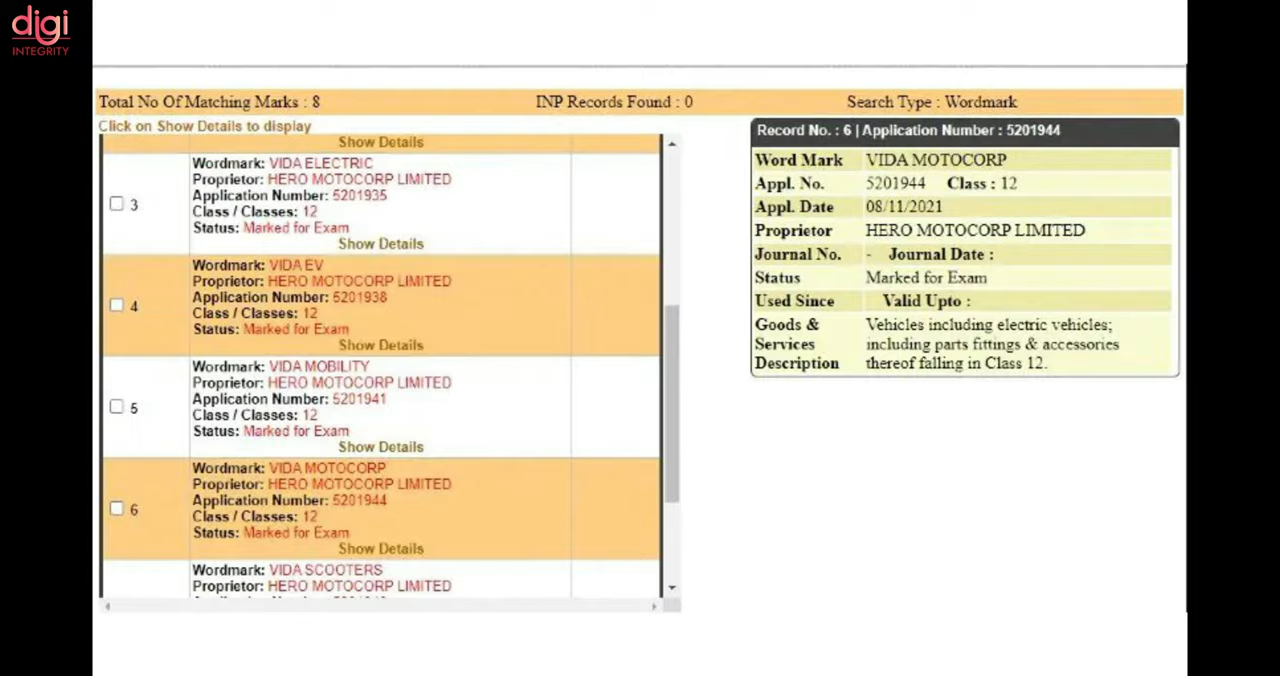 digi
INTEGRITY
Total No Of Matching Marks : 8 INP Records Found : 0 Search Type : Wordmark
Click on Show Details to display
Show Details
3
Wordmark: VIDA ELECTRIC
Proprietor: HERO MOTOCORP LIMITED
Application Number: 5201935
Class / Classes: 12
Status: Marked for Exam
Show Details
4
Wordmark: VIDA EV
Proprietor: HERO MOTOCORP LIMITED
Application Number: 5201938
Class / Classes: 12
Status: Marked for Exam
Show Details
5
Wordmark: VIDA MOBILITY
Proprietor: HERO MOTOCORP LIMITED
Application Number: 5201941
Class / Classes: 12
Status: Marked for Exam
Show Details
6
Wordmark: VIDA MOTOCORP
Proprietor: HERO MOTOCORP LIMITED
Application Number: 5201944
Class / Classes: 12
Status: Marked for Exam
Show Details
Wordmark: VIDA SCOOTERS
Proprietor: HERO MOTOCORP LIMITED
Record No. : 6 | Application Number : 5201944
Word Mark VIDA MOTOCORP
Appl. No. 5201944 Class : 12
Appl. Date 08/11/2021
Proprietor HERO MOTOCORP LIMITED
Journal No. - Journal Date :
Status Marked for Exam
Used Since Valid Upto :
Goods & Vehicles including electric vehicles;
Services including parts fittings & accessories
Description thereof falling in Class 12.